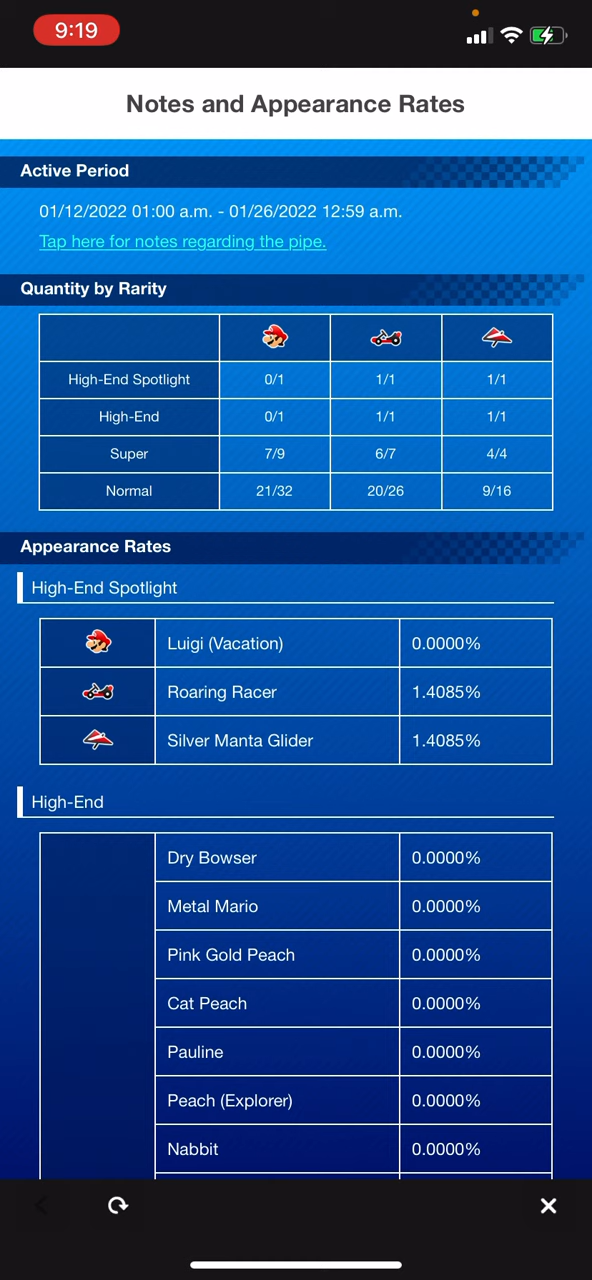 9:19
Notes and Appearance Rates
Active Period
01/12/2022 01:00 a.m. - 01/26/2022 12:59 a.m.
Tap here for notes regarding the pipe.
Quantity by Rarity
High-End Spotlight 0/1 1/1 1/1
High-End 0/1 1/1 1/1
Super 7/9 6/7 4/4
Normal 21/32 20/26 9/16
Appearance Rates
High-End Spotlight
Luigi (Vacation) 0.0000%
Roaring Racer 1.4085%
Silver Manta Glider 1.4085%
High-End
Dry Bowser 0.0000%
Metal Mario 0.0000%
Pink Gold Peach 0.0000%
Cat Peach 0.0000%
Pauline 0.0000%
Peach (Explorer) 0.0000%
Nabbit 0.0000%